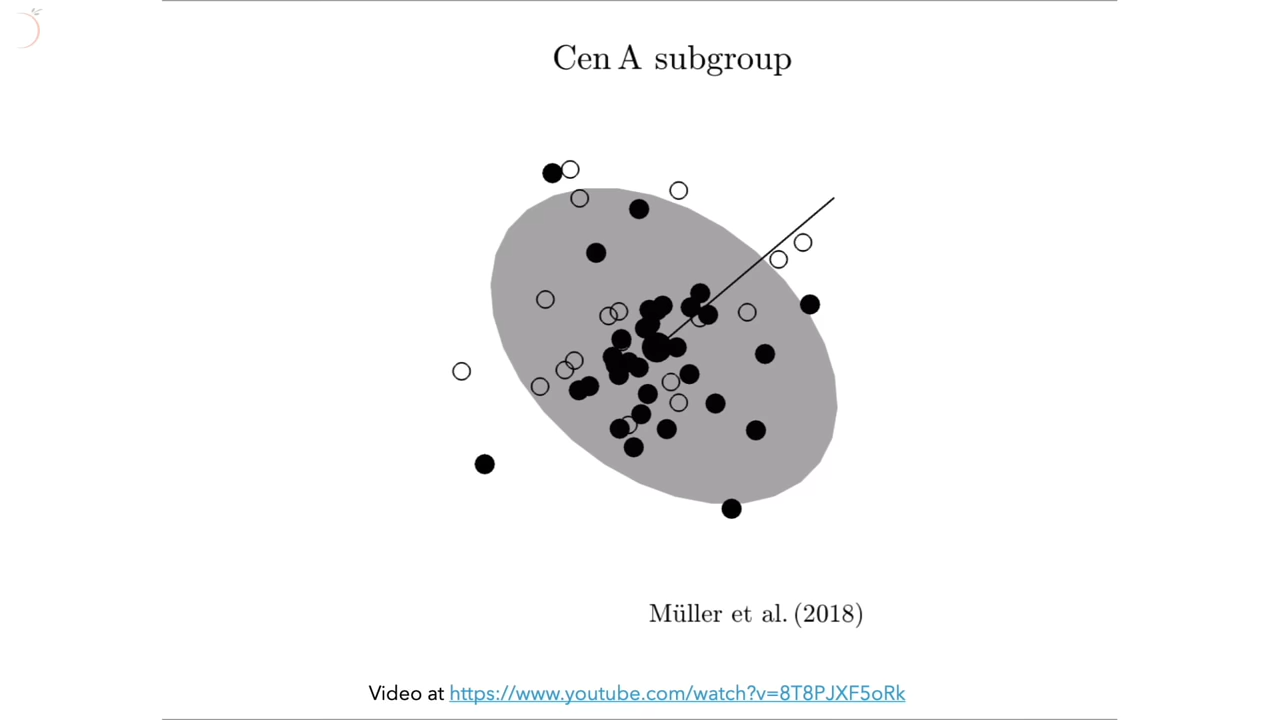 Cen A subgroup
Müller et al. (2018)
Video at https://www.youtube.com/watch?v=8T8PJXF5oRk